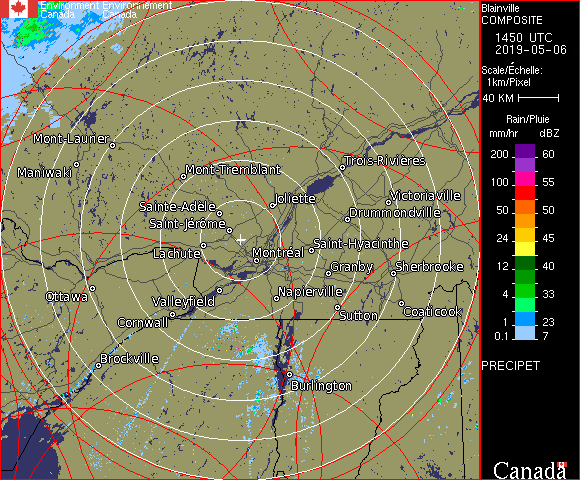 Environment Environnement
Canada Canada
Mont-Laurier
Maniwaki
Mont-Tremblant
Trois-Rivières
Sainte-Adèle
Joliette
Victoriaville
Saint-Jérôme
Drummondville
Lachute
Montréal
Saint-Hyacinthe
Granby
Sherbrooke
Ottawa
Valleyfield
Napierville
Cornwall
Sutton
Coaticook
Brockville
Burlington
Blainville
COMPOSITE
1450 UTC
2019-05-06
Scale/Échelle:
1km/Pixel
40 KM
Rain/Pluie
mm/hr dBZ
200 60
57
100 55
50 50
24 45
12 40
4 33
1 23
0.1 7
PRECIPET
Canada